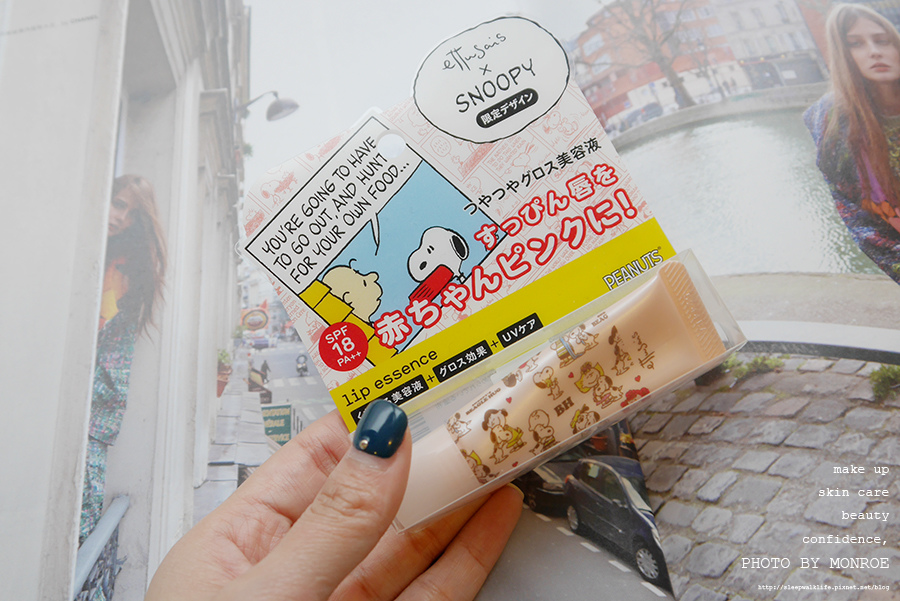 ettusais
×
SNOOPY
限定デザイン
YOU'RE GOING TO HAVE
TO GO OUT AND HUNT
FOR YOUR OWN FOOD...
つやつやグロス美容液
すっぴん唇を
赤ちゃんピンクに!
PEANUTS
SPF
18
PA++
lip essence
美容液+グロス効果+UVケア
BH
make up
skin care
beauty
confidence,
PHOTO BY MONROE
http://sleepwalklife.pixnet.net/blog